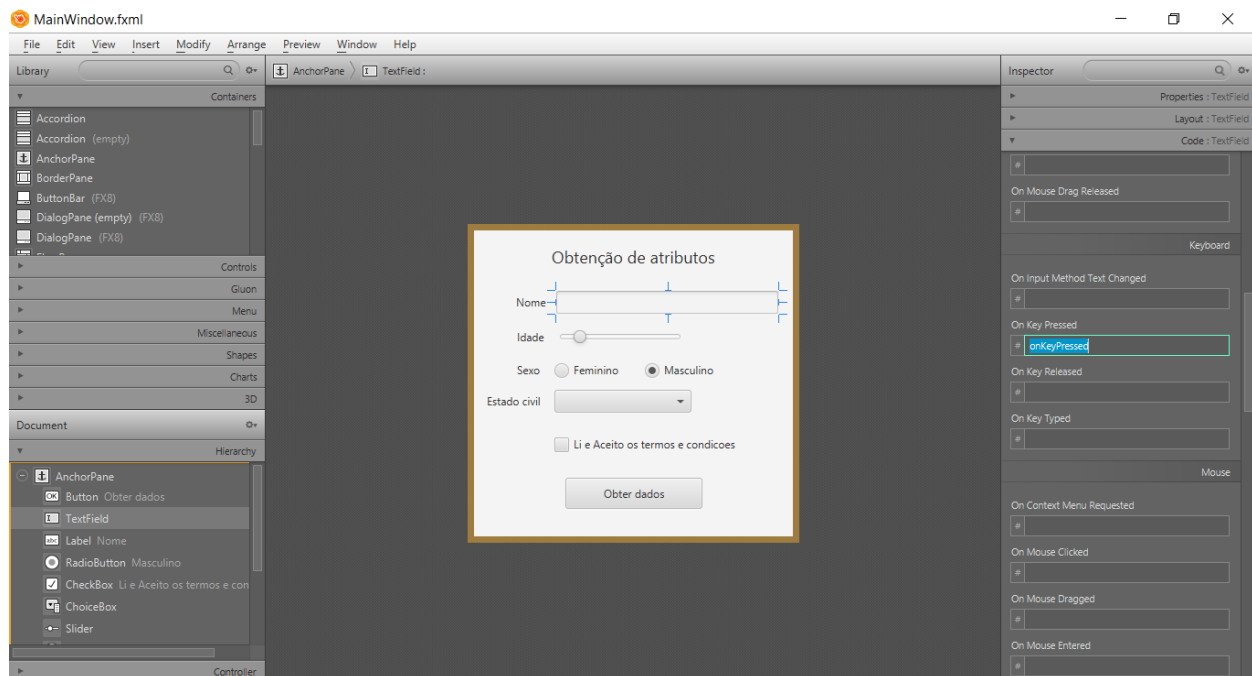 MainWindow.fxml
File Edit View Insert Modify Arrange Preview Window Help
Library
AnchorPane TextField :
Inspector
Containers
Accordion
Accordion (empty)
AnchorPane
BorderPane
ButtonBar (FX8)
DialogPane (empty) (FX8)
DialogPane (FX8)
Controls
Gluon
Menu
Miscellaneous
Shapes
Charts
3D
Document
Hierarchy
AnchorPane
Button Obter dados
TextField
Label Nome
RadioButton Masculino
CheckBox Li e Aceito os termos e con
ChoiceBox
Slider
Controller
Obtenção de atributos
Nome
Idade
Sexo Feminino Masculino
Estado civil
Li e Aceito os termos e condicoes
Obter dados
Properties : TextField
Layout : TextField
Code : TextField
#
On Mouse Drag Released
#
Keyboard
On Input Method Text Changed
#
On Key Pressed
# onKeyPressed
On Key Released
#
On Key Typed
#
Mouse
On Context Menu Requested
#
On Mouse Clicked
#
On Mouse Dragged
#
On Mouse Entered
#